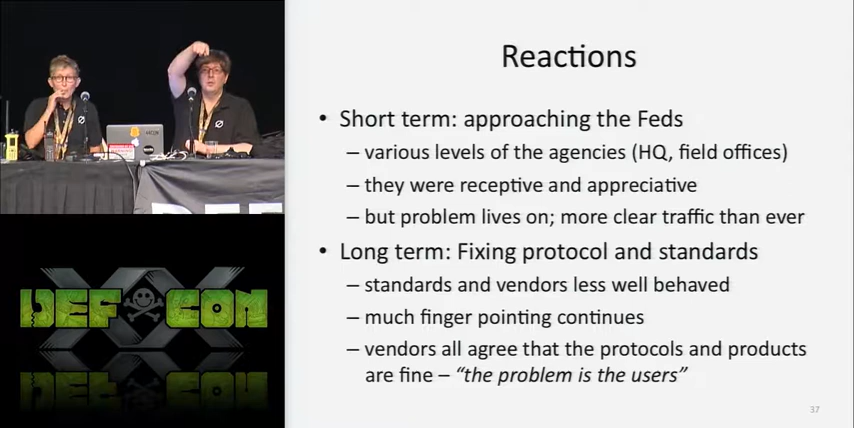 Reactions
• Short term: approaching the Feds
– various levels of the agencies (HQ, field offices)
– they were receptive and appreciative
– but problem lives on; more clear traffic than ever
• Long term: Fixing protocol and standards
– standards and vendors less well behaved
– much finger pointing continues
– vendors all agree that the protocols and products
are fine – “the problem is the users”
37
XX
DEF CON